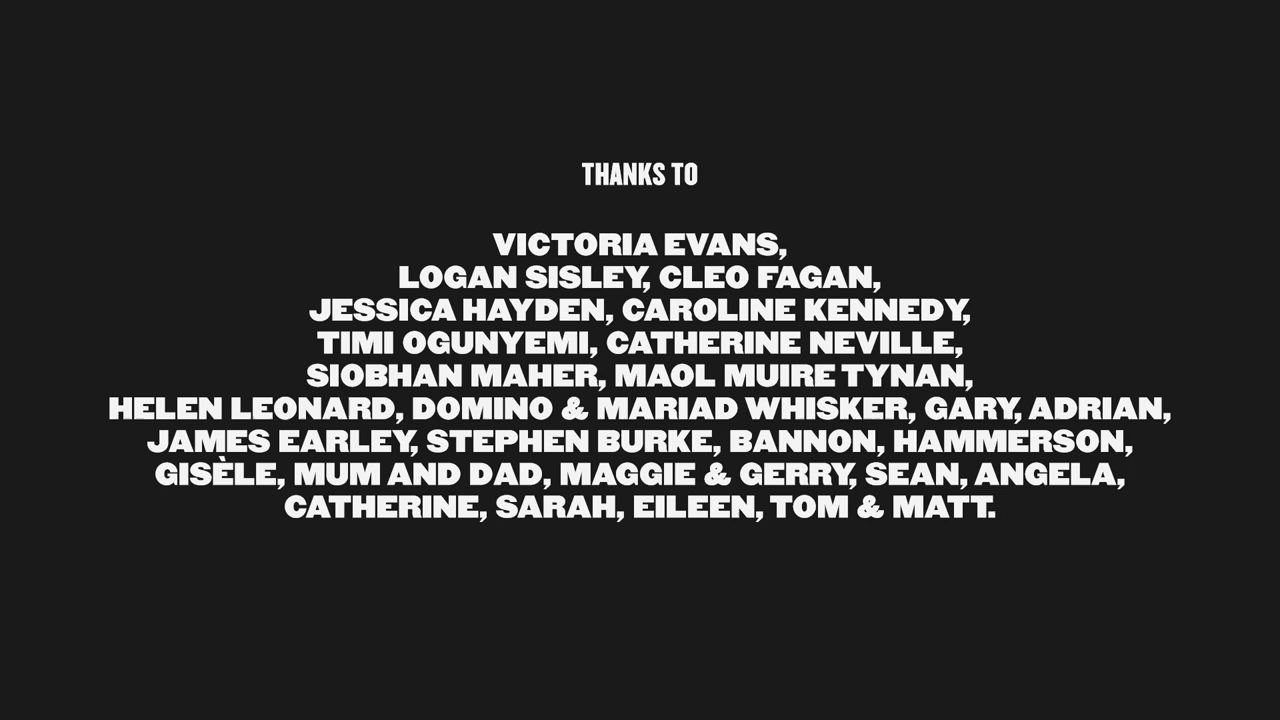 THANKS TO
VICTORIA EVANS,
LOGAN SISLEY, CLEO FAGAN,
JESSICA HAYDEN, CAROLINE KENNEDY,
TIMI OGUNYEMI, CATHERINE NEVILLE,
SIOBHAN MAHER, MAOL MUIRE TYNAN,
HELEN LEONARD, DOMINO & MARIAD WHISKER, GARY, ADRIAN,
JAMES EARLEY, STEPHEN BURKE, BANNON, HAMMERSON,
GISÈLE, MUM AND DAD, MAGGIE & GERRY, SEAN, ANGELA,
CATHERINE, SARAH, EILEEN, TOM & MATT.